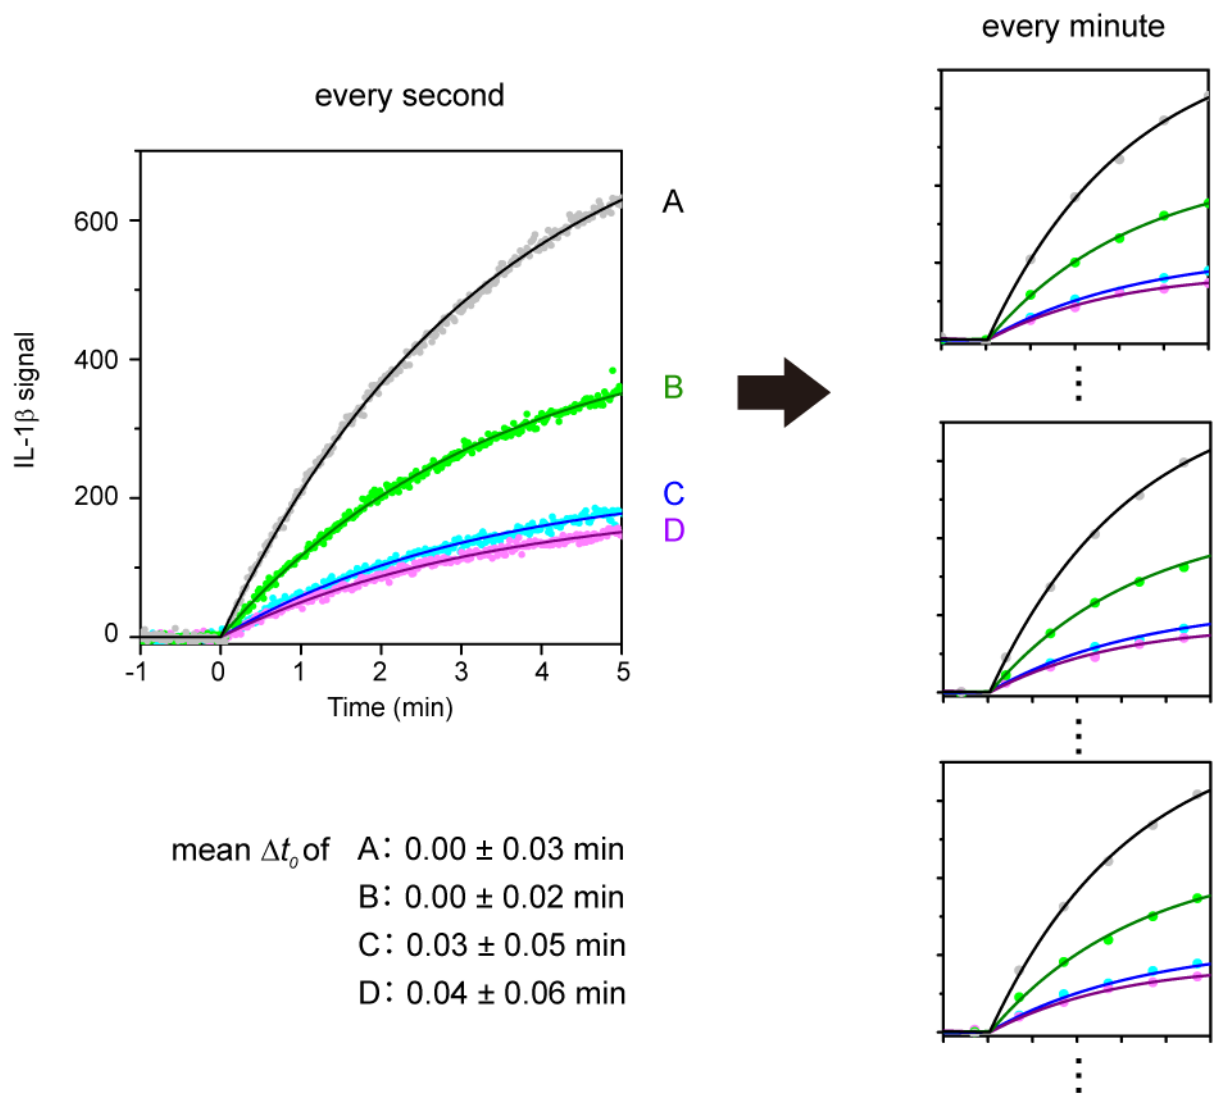 every minute
every second
600
400
200
0
IL-1β signal
-1 0 1 2 3 4 5
Time (min)
A
B
C
D
mean Δt₀ of A: 0.00 ± 0.03 min
B: 0.00 ± 0.02 min
C: 0.03 ± 0.05 min
D: 0.04 ± 0.06 min